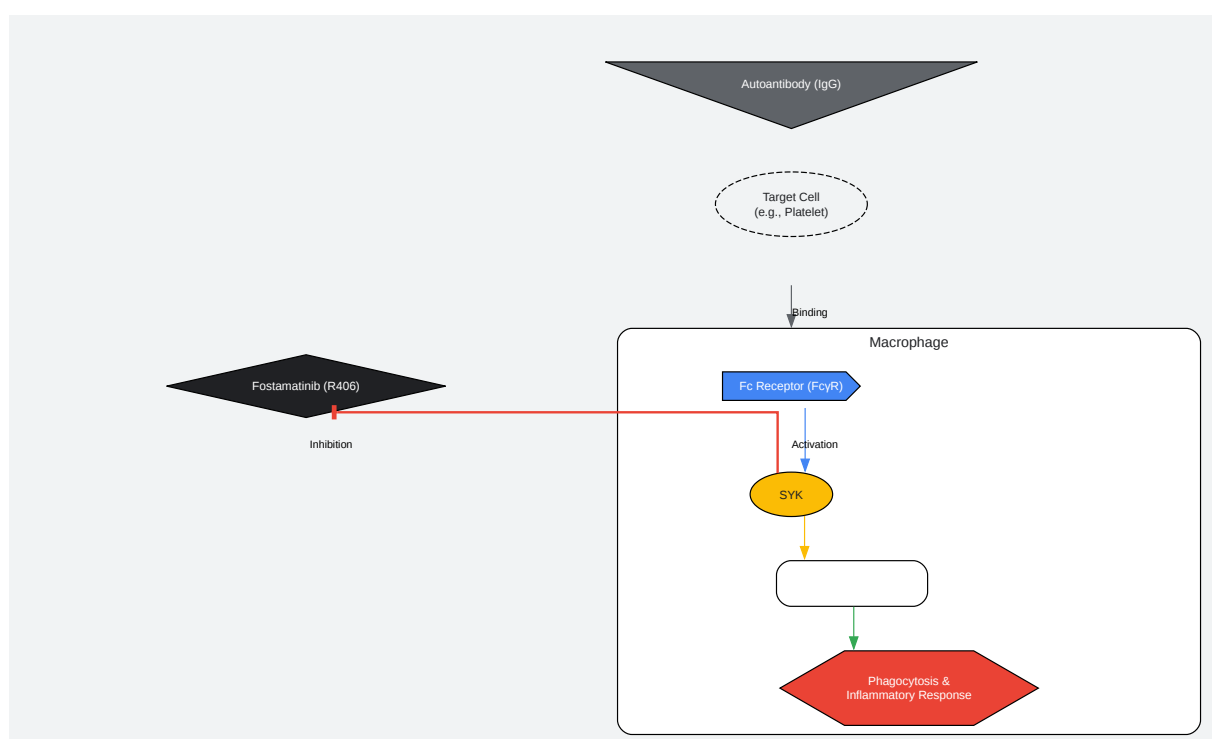 Autoantibody (IgG)
Target Cell
(e.g., Platelet)
Binding
Macrophage
Fostamatinib (R406)
Fc Receptor (FcγR)
Inhibition
Activation
SYK
Phagocytosis &
Inflammatory Response